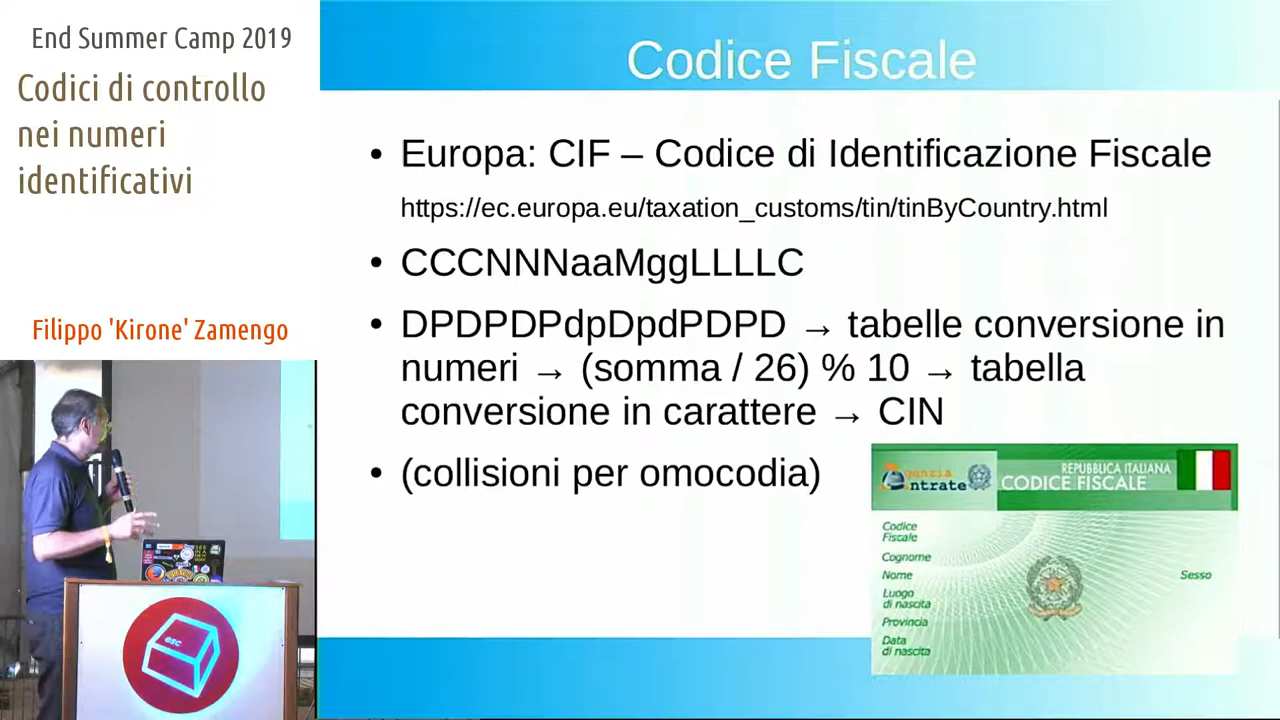 End Summer Camp 2019
Codici di controllo
nei numeri
identificativi
Filippo 'Kirone' Zamengo
Codice Fiscale
• Europa: CIF – Codice di Identificazione Fiscale
https://ec.europa.eu/taxation_customs/tin/tinByCountry.html
• CCCNNNaaMggLLLLC
• DPDPDPdpDpdPDPD → tabelle conversione in
numeri → (somma / 26) % 10 → tabella
conversione in carattere → CIN
• (collisioni per omocodia)
genzia
ntrate
REPUBBLICA ITALIANA
CODICE FISCALE
Codice
Fiscale
Cognome
Nome
Sesso
Luogo
di nascita
Provincia
Data
di nascita
esc